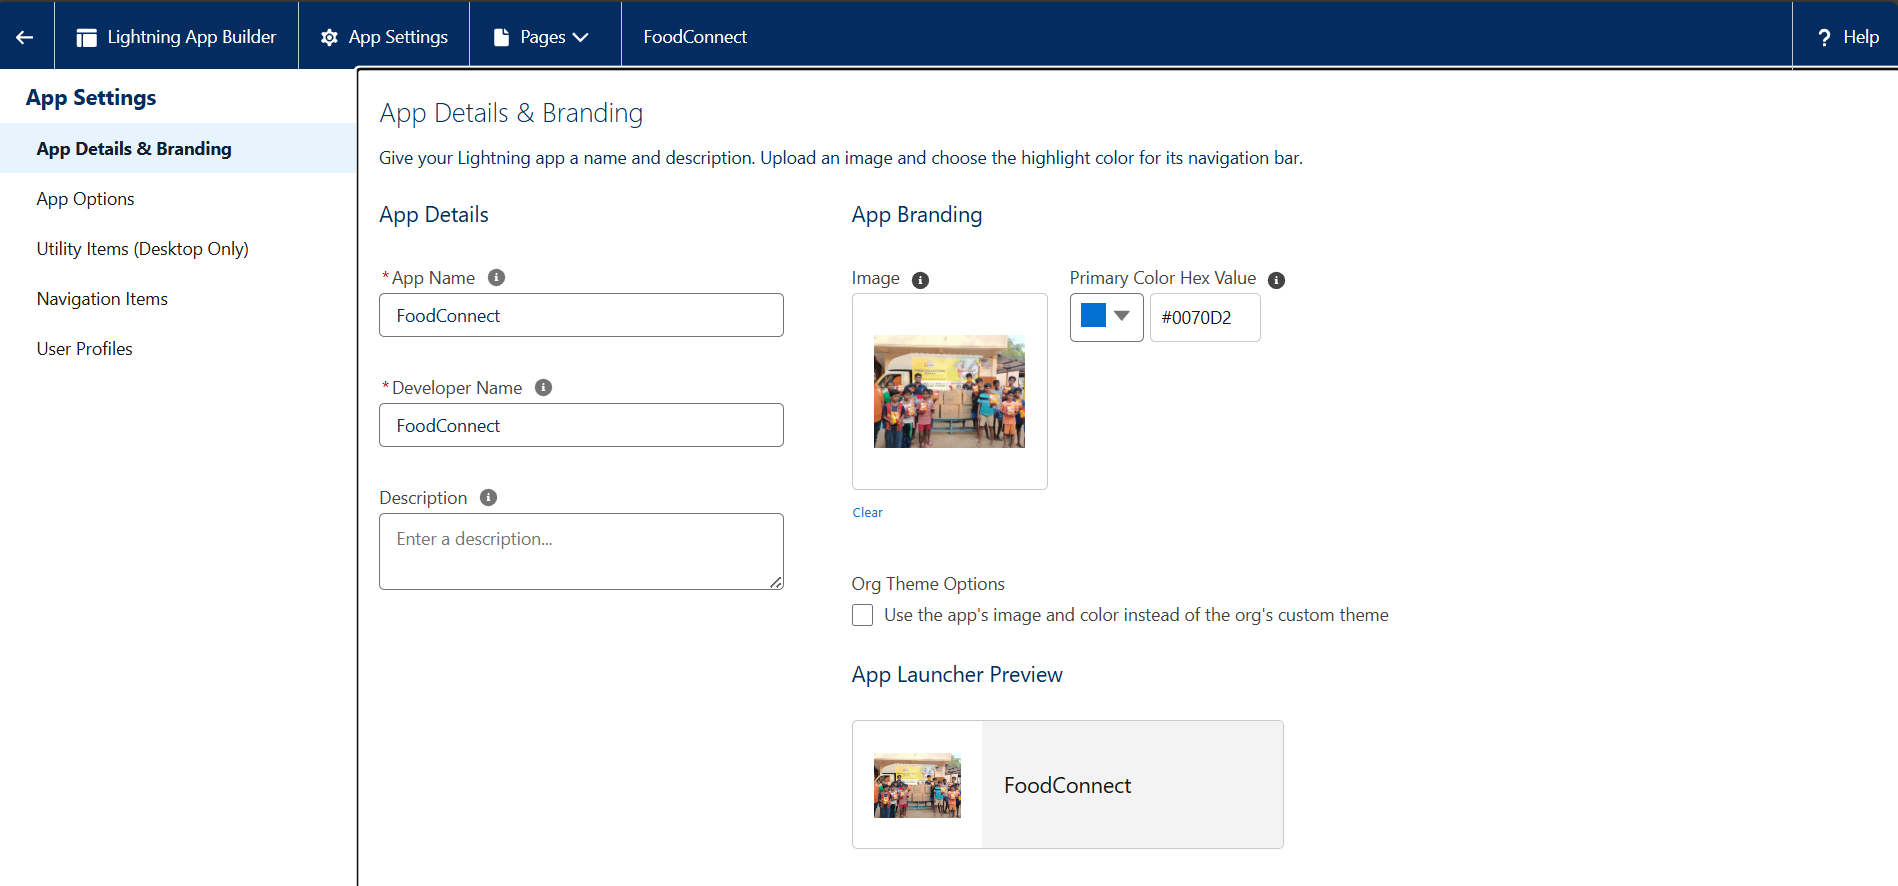 Lightning App Builder
App Settings
Pages
FoodConnect
? Help
App Settings
App Details & Branding
App Options
Utility Items (Desktop Only)
Navigation Items
User Profiles
App Details & Branding
Give your Lightning app a name and description. Upload an image and choose the highlight color for its navigation bar.
App Details
*App Name
FoodConnect
*Developer Name
FoodConnect
Description
Enter a description...
App Branding
Image
Primary Color Hex Value
#0070D2
Clear
Org Theme Options
Use the app's image and color instead of the org's custom theme
App Launcher Preview
FoodConnect